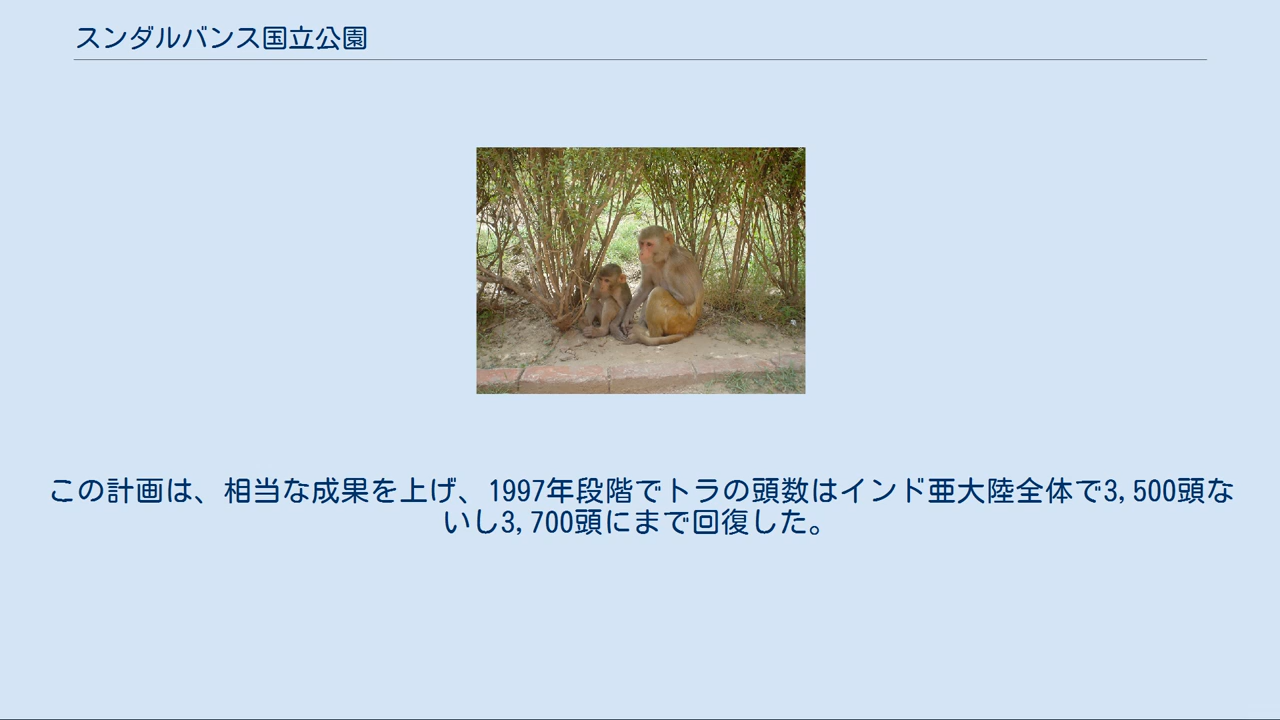 スンダルバンス国立公園
この計画は、相当な成果を上げ、1997年段階でトラの頭数はインド亜大陸全体で3,500頭な
いし3,700頭にまで回復した。